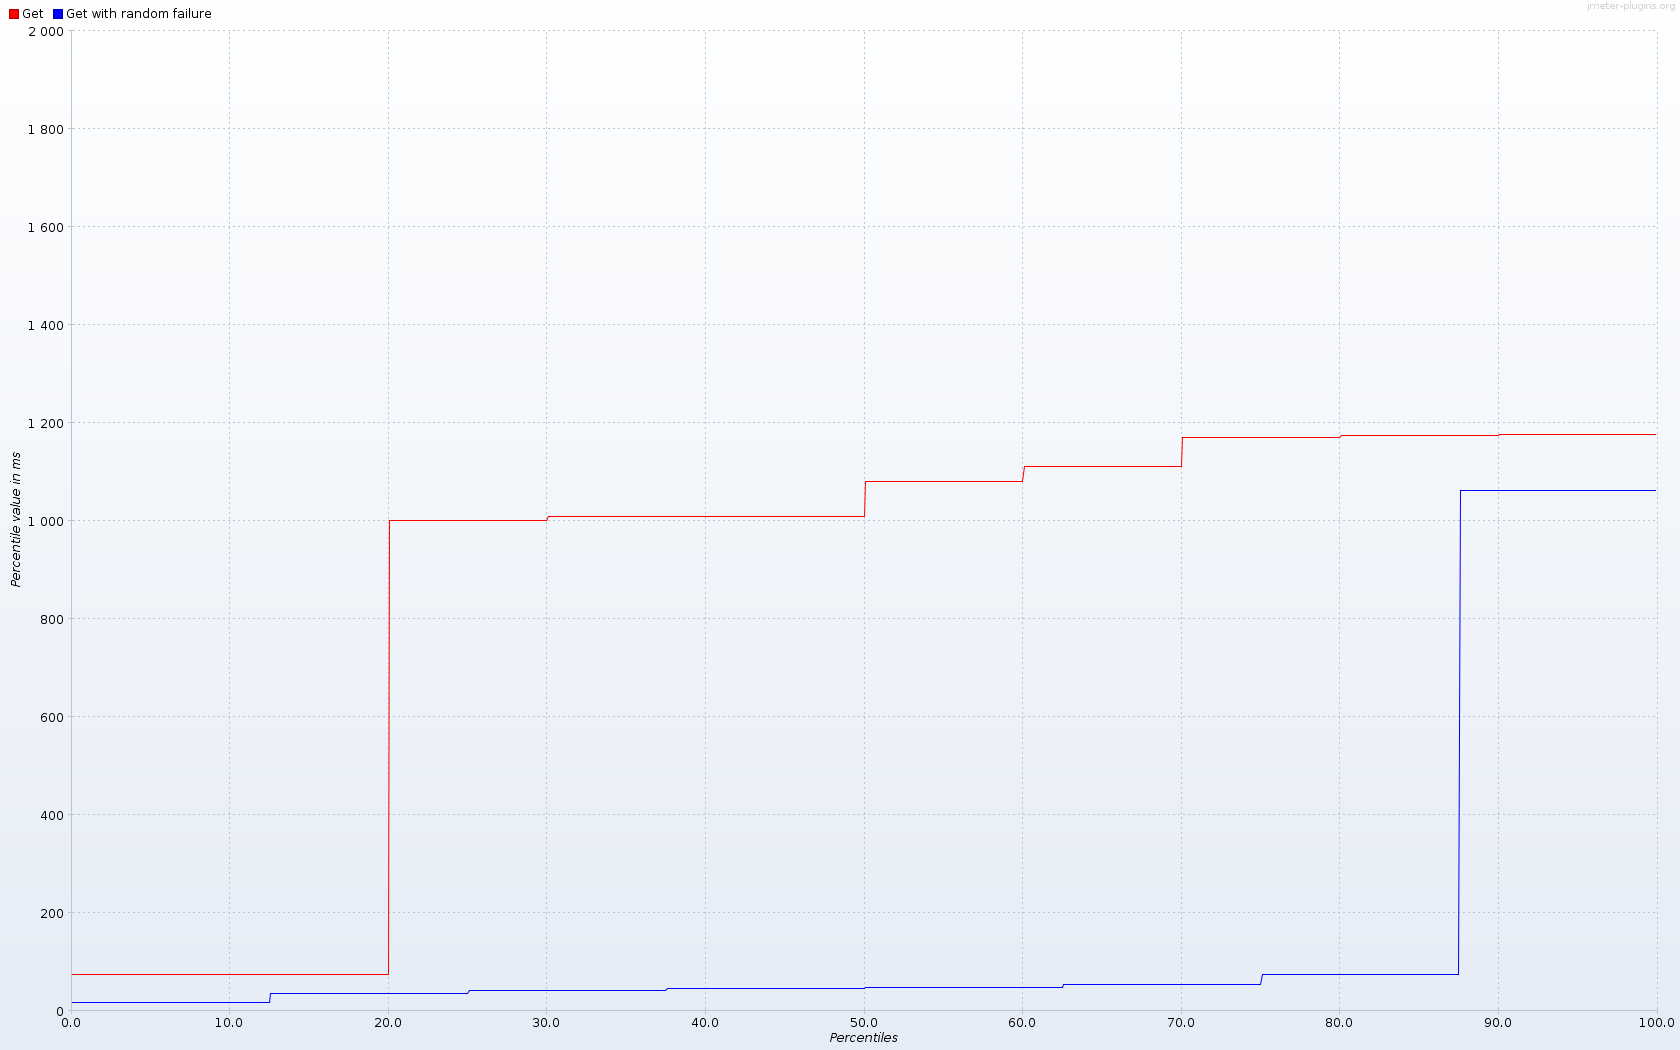 Get Get with random failure
jmeter-plugins.org
2 000
1 800
1 600
1 400
1 200
1 000
800
600
400
200
0
Percentile value in ms
0.0 10.0 20.0 30.0 40.0 50.0 60.0 70.0 80.0 90.0 100.0
Percentiles